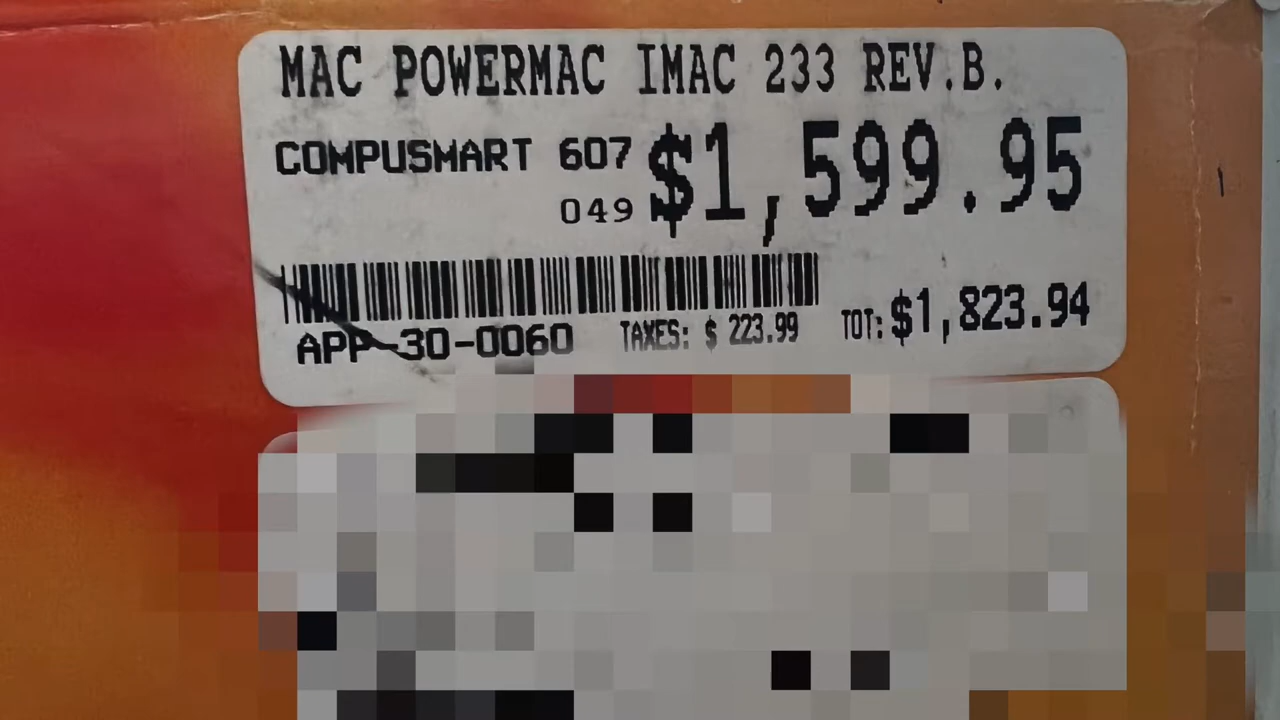 MAC POWERMAC IMAC 233 REV.B.
COMPUSMART 607 $1,599.95
049
APP-30-0060 TAXES: $ 223.99 TOT: $1,823.94